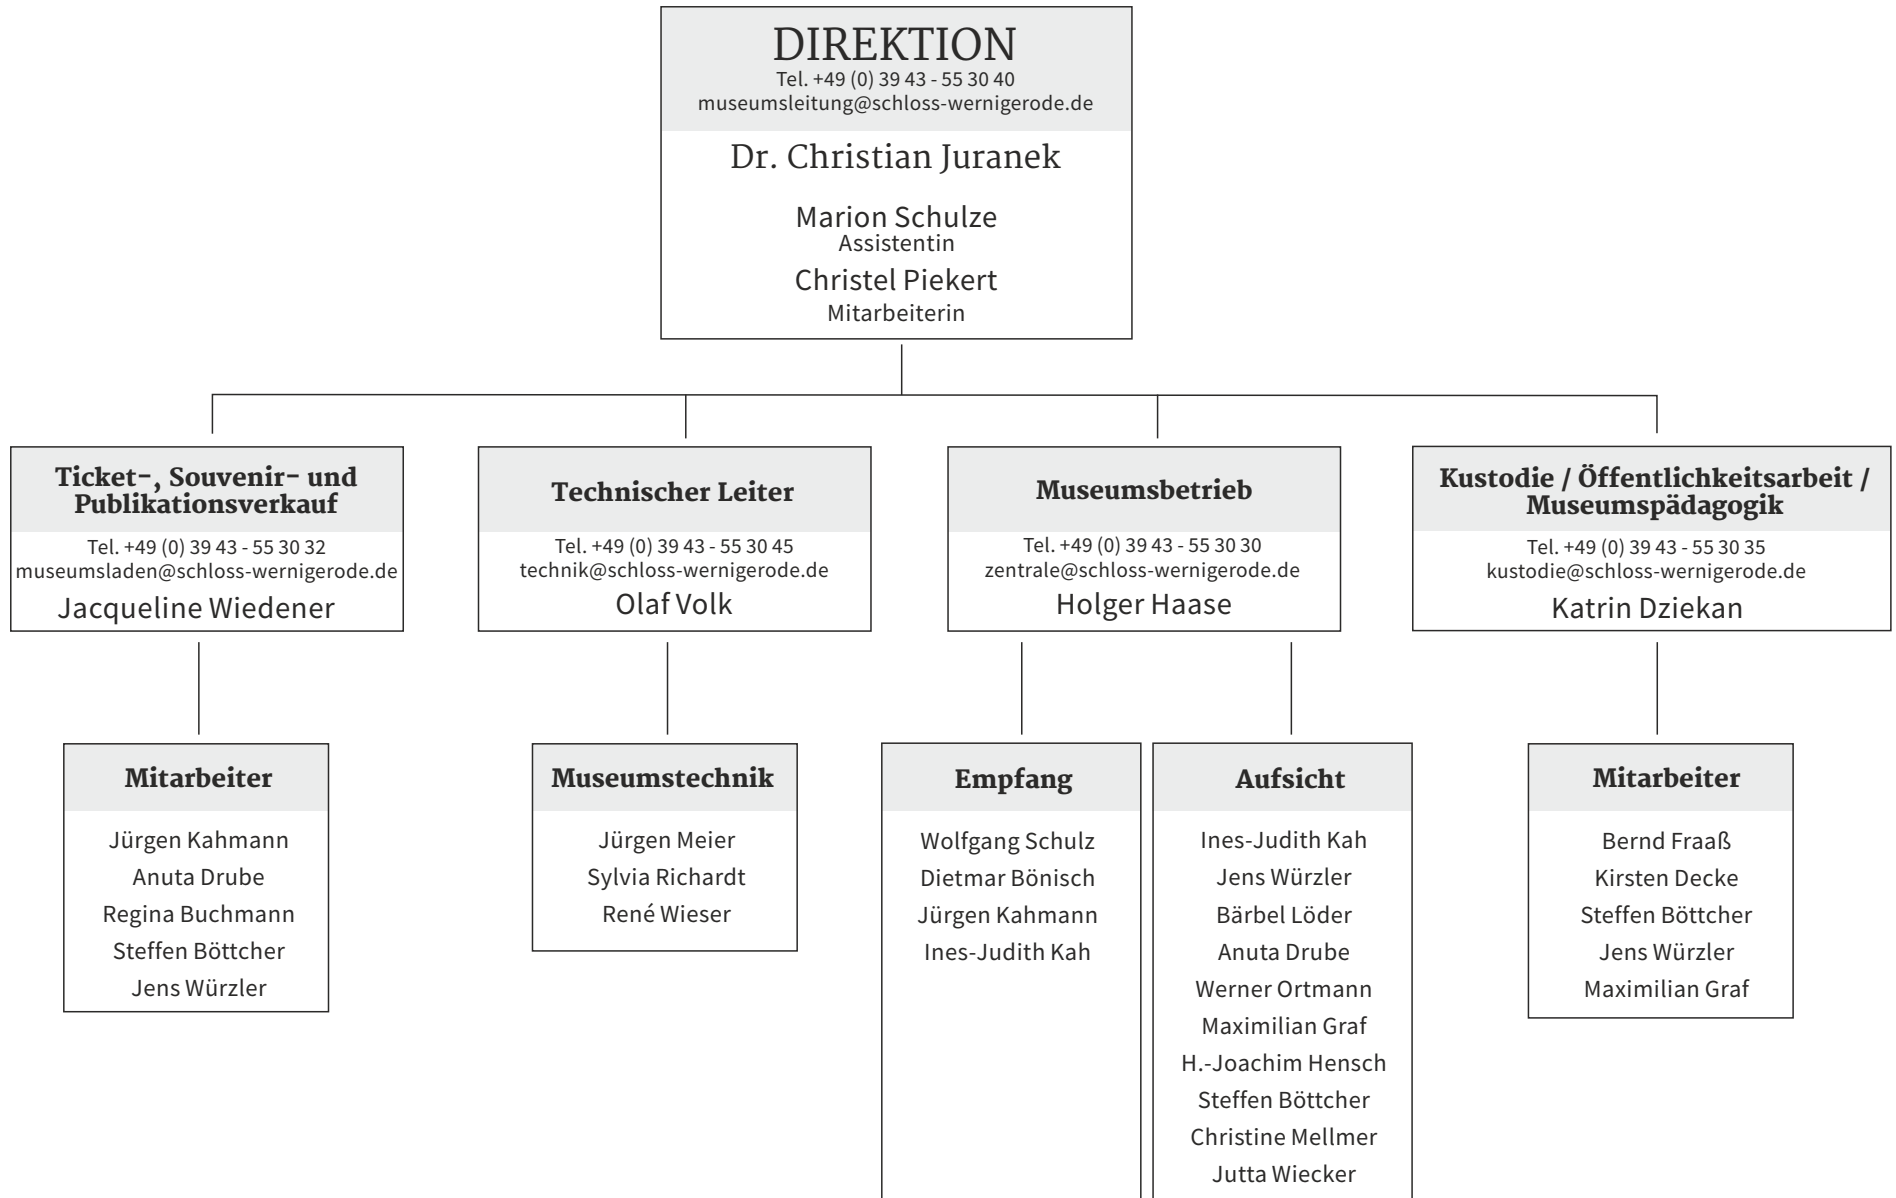 DIREKTION
Tel. +49 (0) 39 43 - 55 30 40
museumsleitung@schloss-wernigerode.de
Dr. Christian Juranek
Marion Schulze
Assistentin
Christel Piekert
Mitarbeiterin
Ticket-, Souvenir- und
Publikationsverkauf
Tel. +49 (0) 39 43 - 55 30 32
museumsladen@schloss-wernigerode.de
Jacqueline Wiedener
Technischer Leiter
Tel. +49 (0) 39 43 - 55 30 45
technik@schloss-wernigerode.de
Olaf Volk
Museumsbetrieb
Tel. +49 (0) 39 43 - 55 30 30
zentrale@schloss-wernigerode.de
Holger Haase
Kustodie / Öffentlichkeitsarbeit /
Museumspädagogik
Tel. +49 (0) 39 43 - 55 30 35
kustodie@schloss-wernigerode.de
Katrin Dziekan
Mitarbeiter
Jürgen Kahmann
Anuta Drube
Regina Buchmann
Steffen Böttcher
Jens Würzler
Museumstechnik
Jürgen Meier
Sylvia Richardt
René Wieser
Empfang
Wolfgang Schulz
Dietmar Bönisch
Jürgen Kahmann
Ines-Judith Kah
Aufsicht
Ines-Judith Kah
Jens Würzler
Bärbel Löder
Anuta Drube
Werner Ortmann
Maximilian Graf
H.-Joachim Hensch
Steffen Böttcher
Christine Mellmer
Jutta Wiecker
Mitarbeiter
Bernd Fraaß
Kirsten Decke
Steffen Böttcher
Jens Würzler
Maximilian Graf